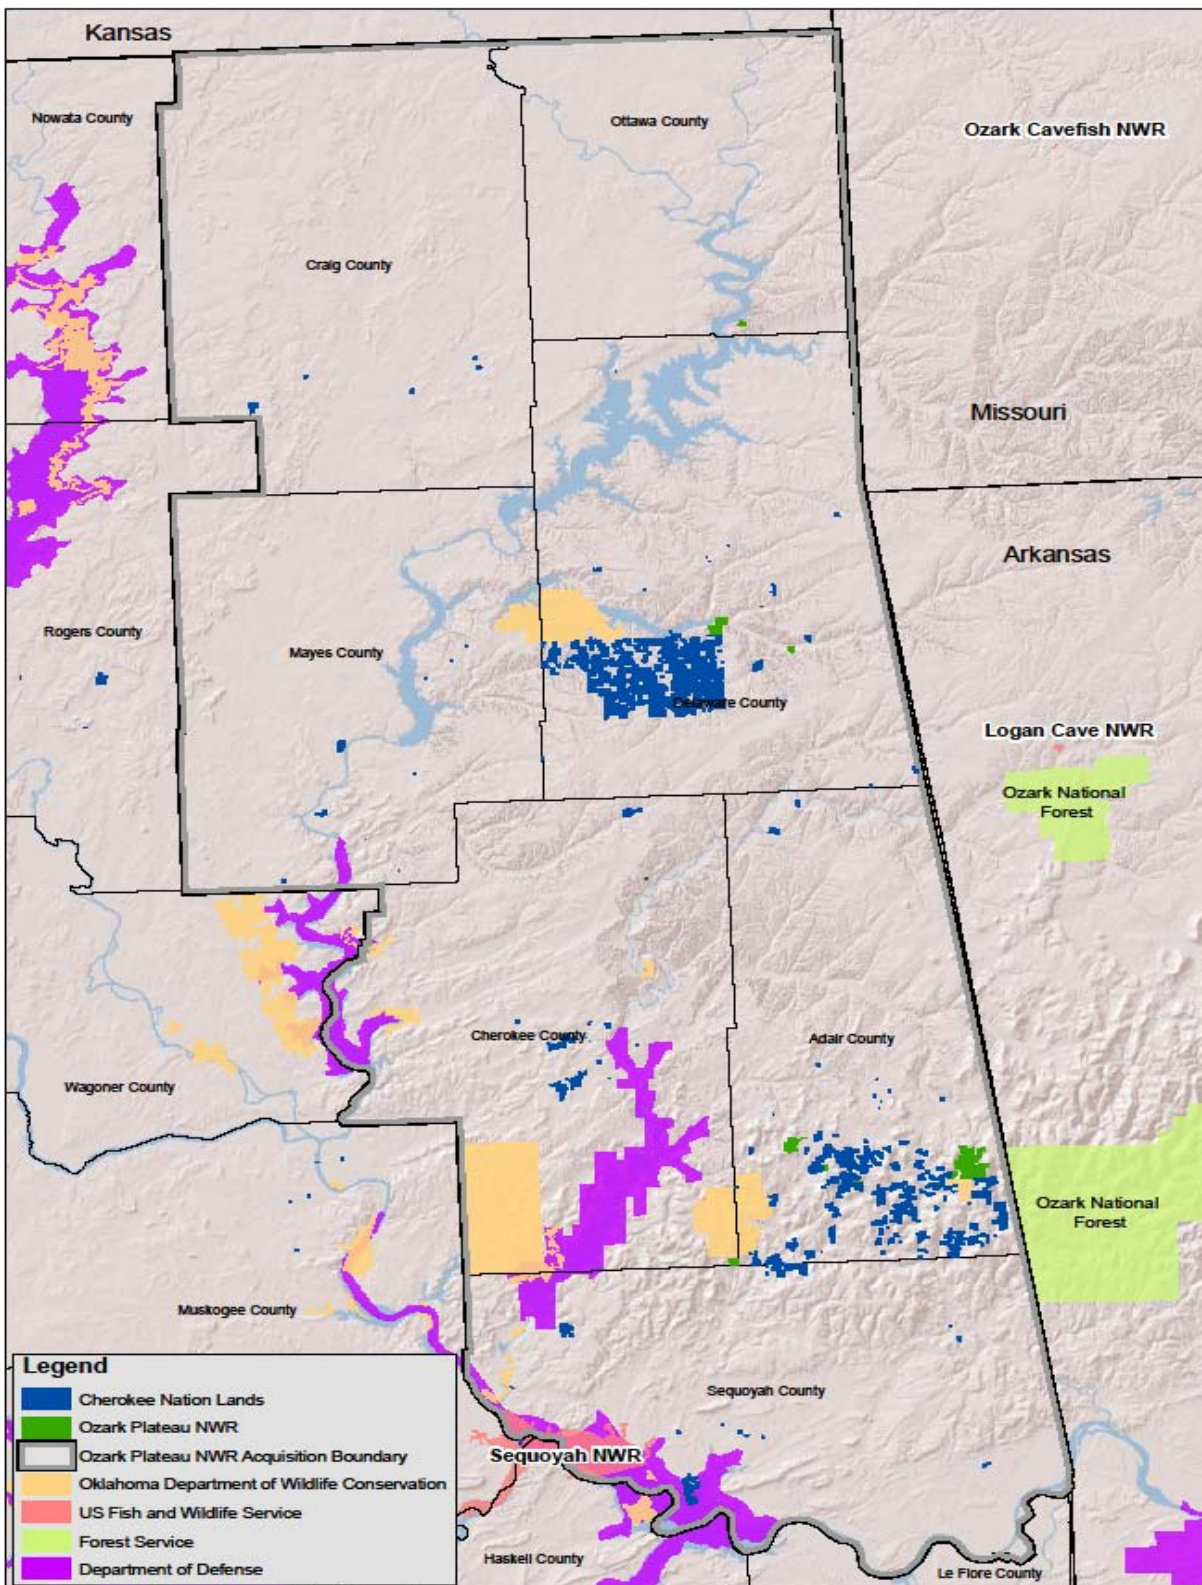 Kansas
Nowata County
Ottawa County
Ozark Cavefish NWR
Craig County
Missouri
Arkansas
Rogers County
Mayes County
Delaware County
Logan Cave NWR
Ozark National
Forest
Cherokee County
Adair County
Wagoner County
Ozark National
Forest
Muskogee County
Sequoyah County
Sequoyah NWR
Haskell County
Le Flore County
Legend
Cherokee Nation Lands
Ozark Plateau NWR
Ozark Plateau NWR Acquisition Boundary
Oklahoma Department of Wildlife Conservation
US Fish and Wildlife Service
Forest Service
Department of Defense